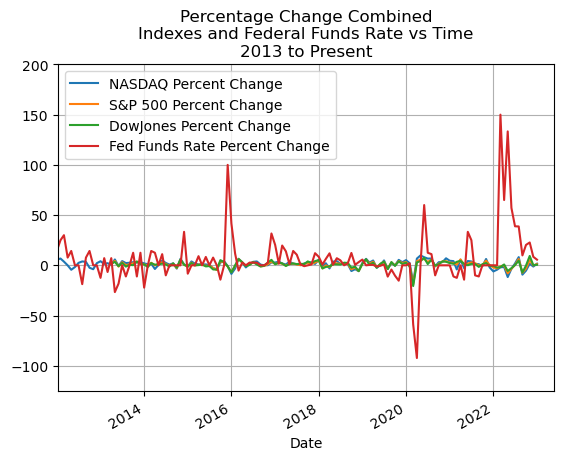 Percentage Change Combined
Indexes and Federal Funds Rate vs Time
2013 to Present
200
150
100
50
0
−50
−100
NASDAQ Percent Change
S&P 500 Percent Change
DowJones Percent Change
Fed Funds Rate Percent Change
2014
2016
2018
2020
2022
Date